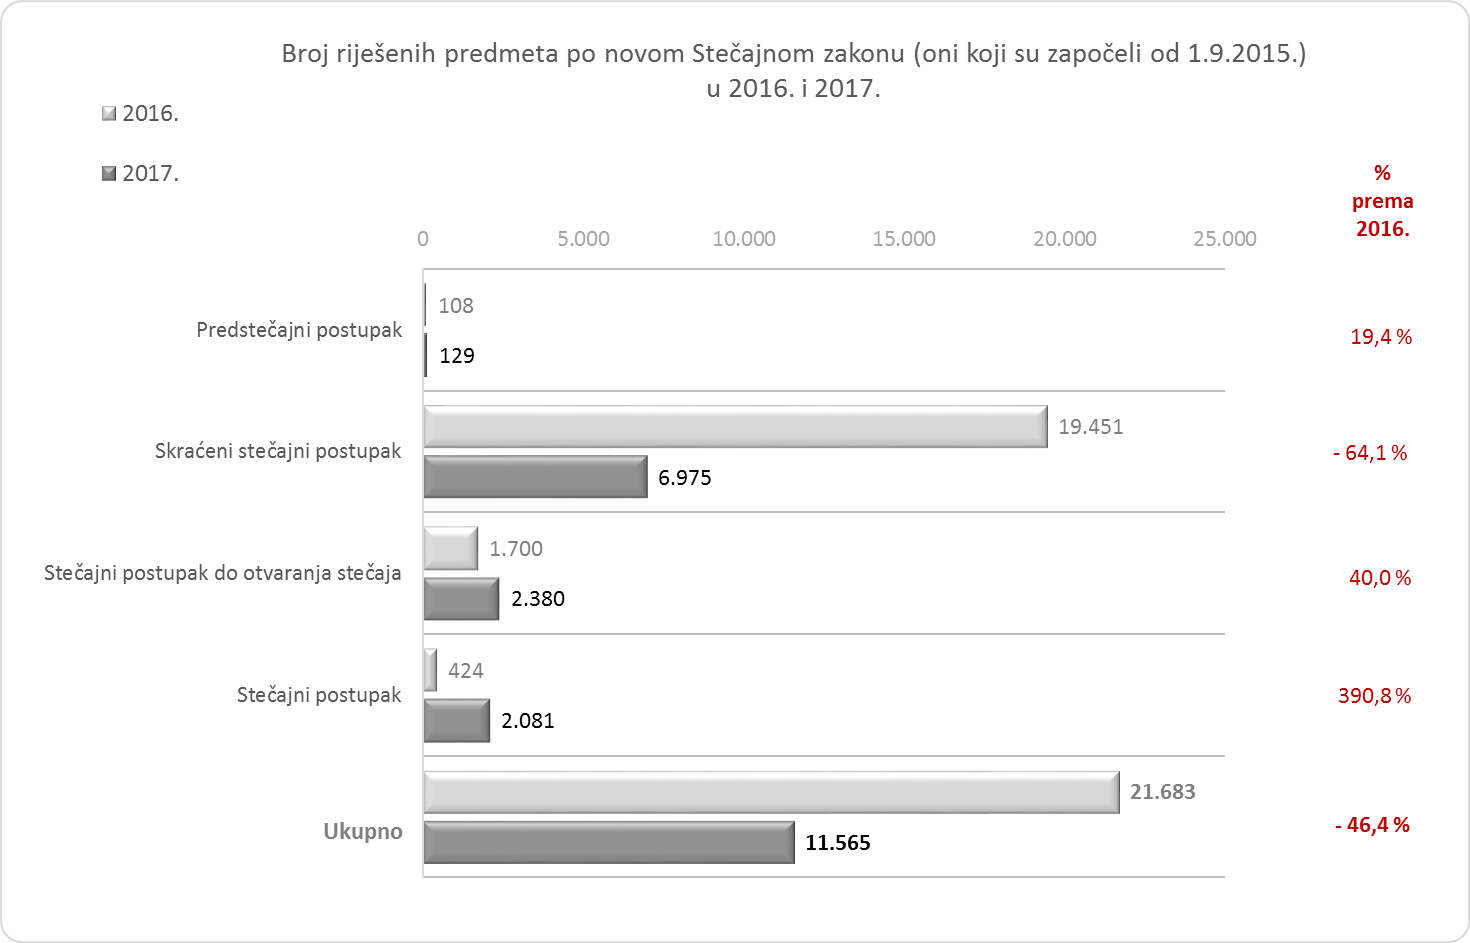 Broj riješenih predmeta po novom Stečajnom zakonu (oni koji su započeli od 1.9.2015.)
u 2016. i 2017.
2016.
2017.
%
prema
2016.
0 5.000 10.000 15.000 20.000 25.000
Predstečajni postupak
108
129
19,4 %
Skraćeni stečajni postupak
19.451
6.975
- 64,1 %
Stečajni postupak do otvaranja stečaja
1.700
2.380
40,0 %
Stečajni postupak
424
2.081
390,8 %
Ukupno
21.683
11.565
- 46,4 %